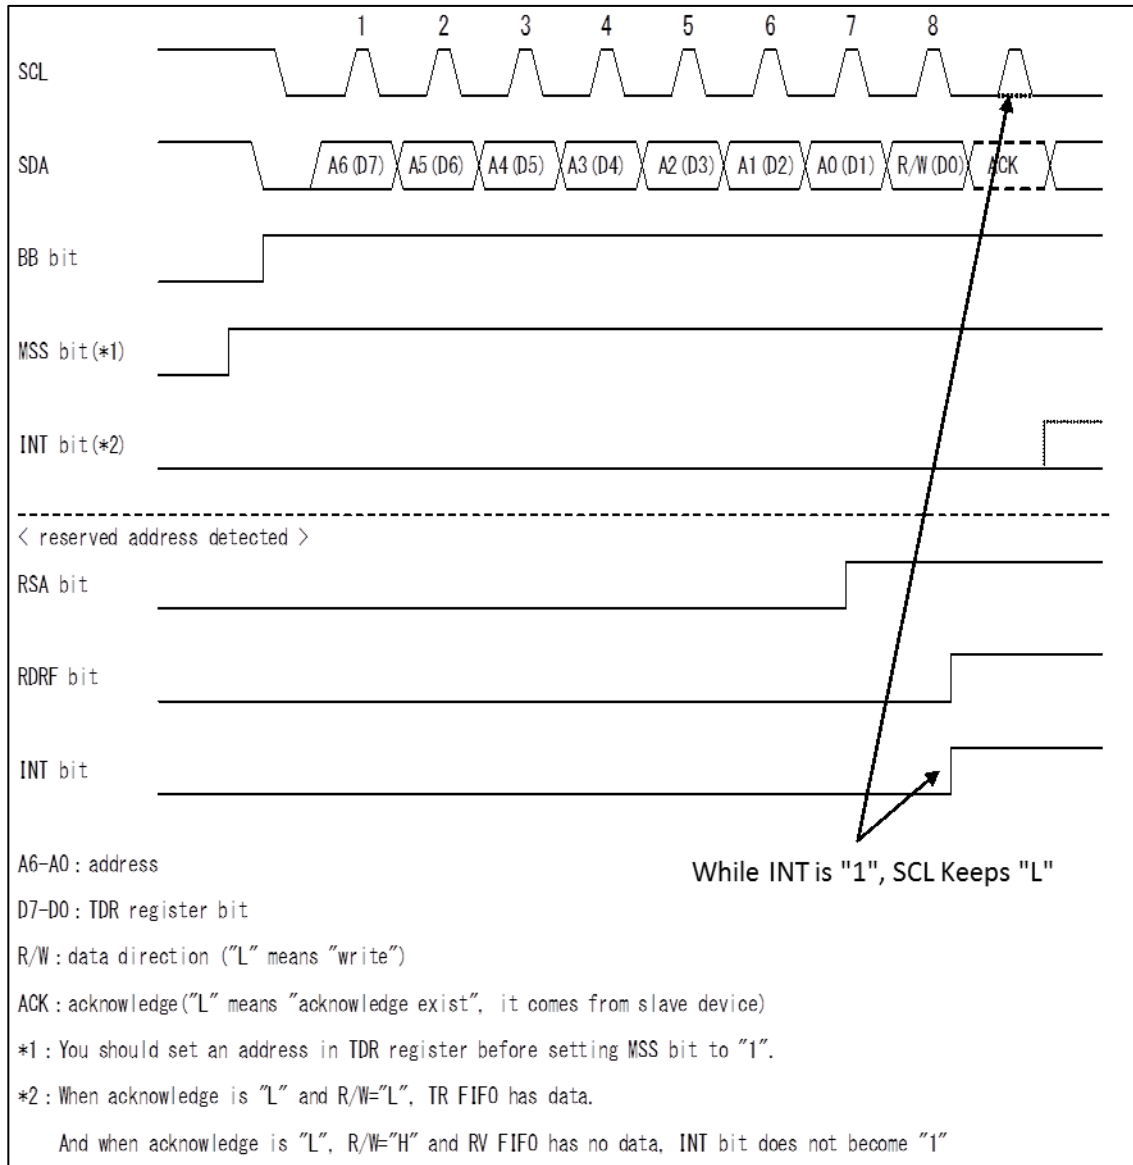 1 2 3 4 5 6 7 8
SCL
SDA A6(D7) A5(D6) A4(D5) A3(D4) A2(D3) A1(D2) A0(D1) R/W(D0) ACK
BB bit
MSS bit(*1)
INT bit(*2)
< reserved address detected >
RSA bit
RDRF bit
INT bit
While INT is "1", SCL Keeps "L"
A6-A0 : address
D7-D0 : TDR register bit
R/W : data direction ("L" means "write")
ACK : acknowledge("L" means "acknowledge exist", it comes from slave device)
*1 : You should set an address in TDR register before setting MSS bit to "1".
*2 : When acknowledge is "L" and R/W="L", TR FIFO has data.
And when acknowledge is "L", R/W="H" and RV FIFO has no data, INT bit does not become "1"